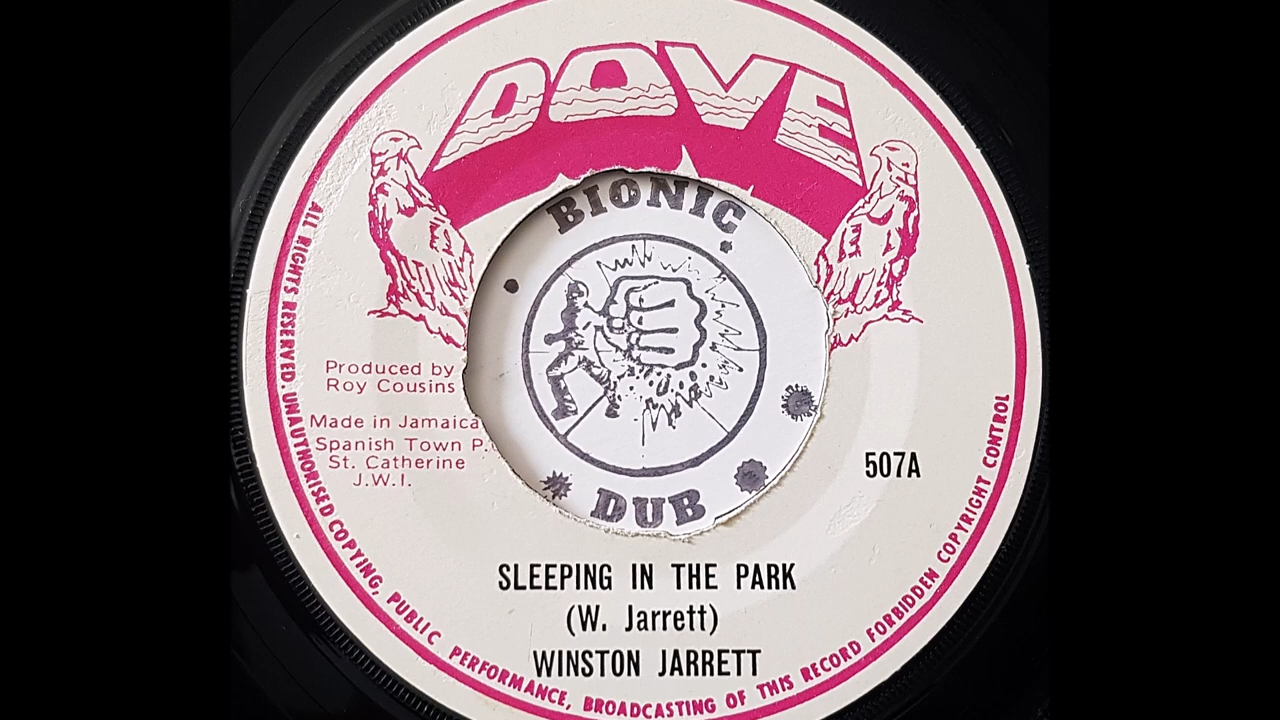 DOVE
BIONIC
DUB
Produced by
Roy Cousins
Made in Jamaica
Spanish Town P.
St. Catherine
J.W.I.
507A
SLEEPING IN THE PARK
(W. Jarrett)
WINSTON JARRETT
ALL RIGHTS RESERVED. UNAUTHORISED COPYING, PUBLIC PERFORMANCE, BROADCASTING OF THIS RECORD FORBIDDEN COPYRIGHT CONTROL